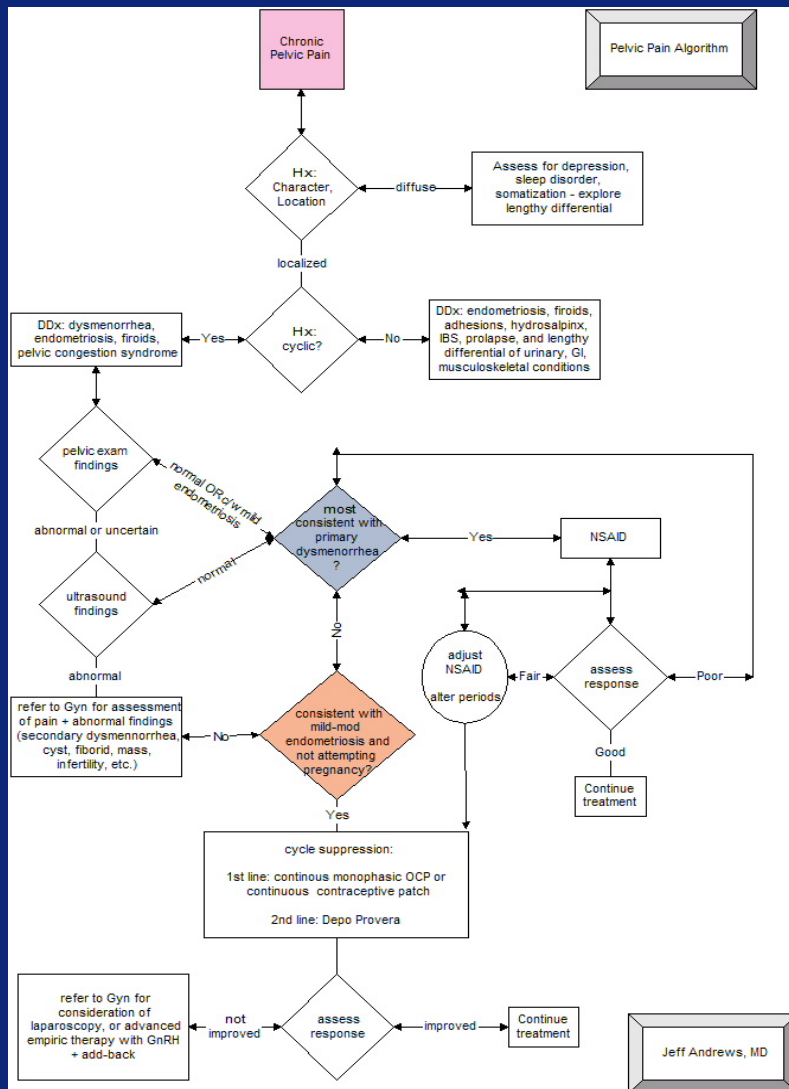 Chronic
Pelvic Pain
Pelvic Pain Algorithm
Hx:
Character,
Location
diffuse
Assess for depression,
sleep disorder,
somatization - explore
lengthy differential
localized
DDx: dysmenorrhea,
endometriosis, firoids,
pelvic congestion syndrome
Yes
Hx:
cyclic?
No
DDx: endometriosis, firoids,
adhesions, hydrosalpinx,
IBS, prolapse, and lengthy
differential of urinary, GI,
musculoskeletal conditions
pelvic exam
findings
normal OR c/w mild
endometriosis
most
consistent with
primary
dysmenorrhea
?
Yes
NSAID
abnormal or uncertain
normal
ultrasound
findings
No
adjust
NSAID
alter periods
Fair
assess
response
Poor
abnormal
refer to Gyn for assessment
of pain + abnormal findings
(secondary dysmennorrhea,
cyst, fiborid, mass,
infertility, etc.)
No
consistent with
mild-mod
endometriosis and
not attempting
pregnancy?
Good
Continue
treatment
Yes
cycle suppression:
1st line: continous monophasic OCP or
continuous contraceptive patch
2nd line: Depo Provera
refer to Gyn for
consideration of
laparoscopy, or advanced
empiric therapy with GnRH
+ add-back
not
improved
assess
response
improved
Continue
treatment
Jeff Andrews, MD